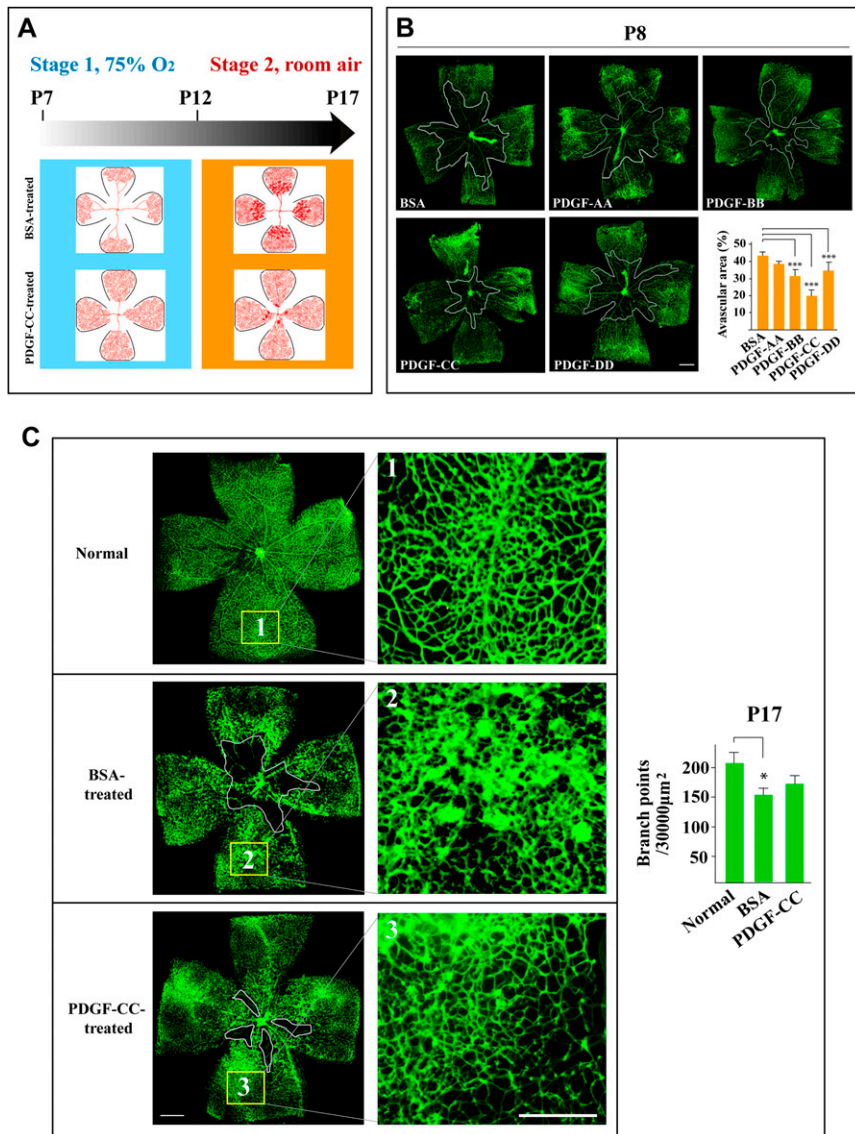 A
Stage 1, 75% O2
Stage 2, room air
P7
P12
P17
BSA-treated
PDGF-CC-treated
B
P8
BSA
PDGF-AA
PDGF-BB
PDGF-CC
PDGF-DD
Avascular area (%)
50
40
30
20
10
***
***
***
BSA
PDGF-AA
PDGF-BB
PDGF-CC
PDGF-DD
C
Normal
1
1
BSA-
treated
2
2
PDGF-CC-
treated
3
3
P17
Branch points
/30000µm²
200
150
100
50
*
Normal
BSA
PDGF-CC